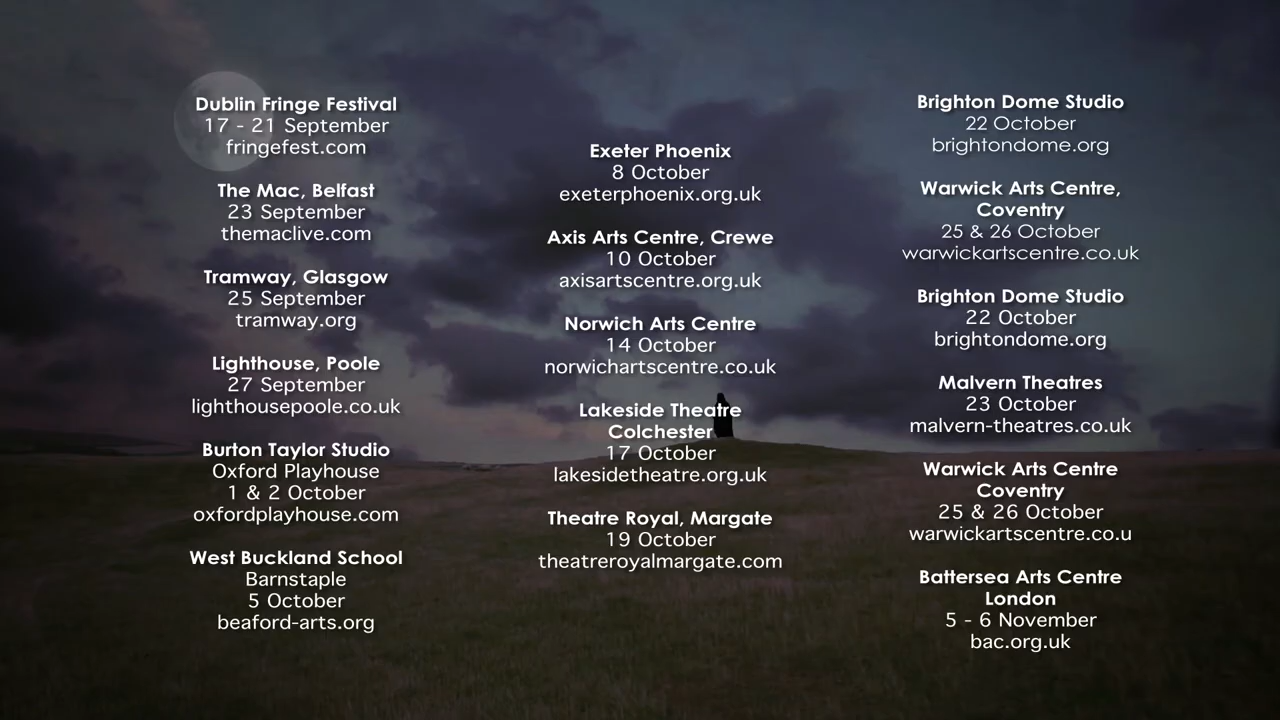 Dublin Fringe Festival
17 - 21 September
fringefest.com
The Mac, Belfast
23 September
themaclive.com
Tramway, Glasgow
25 September
tramway.org
Lighthouse, Poole
27 September
lighthousepoole.co.uk
Burton Taylor Studio
Oxford Playhouse
1 & 2 October
oxfordplayhouse.com
West Buckland School
Barnstaple
5 October
beaford-arts.org
Exeter Phoenix
8 October
exeterphoenix.org.uk
Axis Arts Centre, Crewe
10 October
axisartscentre.org.uk
Norwich Arts Centre
14 October
norwichartscentre.co.uk
Lakeside Theatre
Colchester
17 October
lakesidetheatre.org.uk
Theatre Royal, Margate
19 October
theatreroyalmargate.com
Brighton Dome Studio
22 October
brightondome.org
Warwick Arts Centre,
Coventry
25 & 26 October
warwickartscentre.co.uk
Brighton Dome Studio
22 October
brightondome.org
Malvern Theatres
23 October
malvern-theatres.co.uk
Warwick Arts Centre
Coventry
25 & 26 October
warwickartscentre.co.u
Battersea Arts Centre
London
5 - 6 November
bac.org.uk